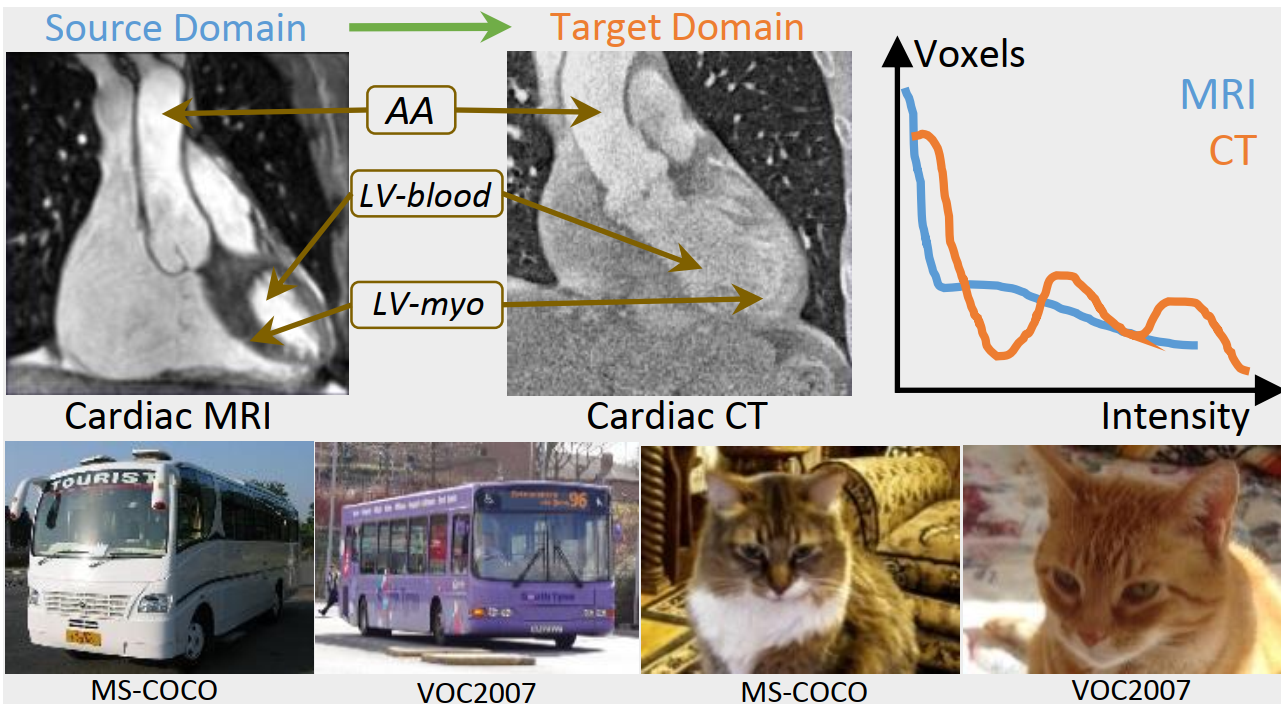 Source Domain
Target Domain
Voxels
MRI
CT
AA
LV-blood
LV-myo
Cardiac MRI
Cardiac CT
Intensity
TOURIST
96
MS-COCO
VOC2007
MS-COCO
VOC2007